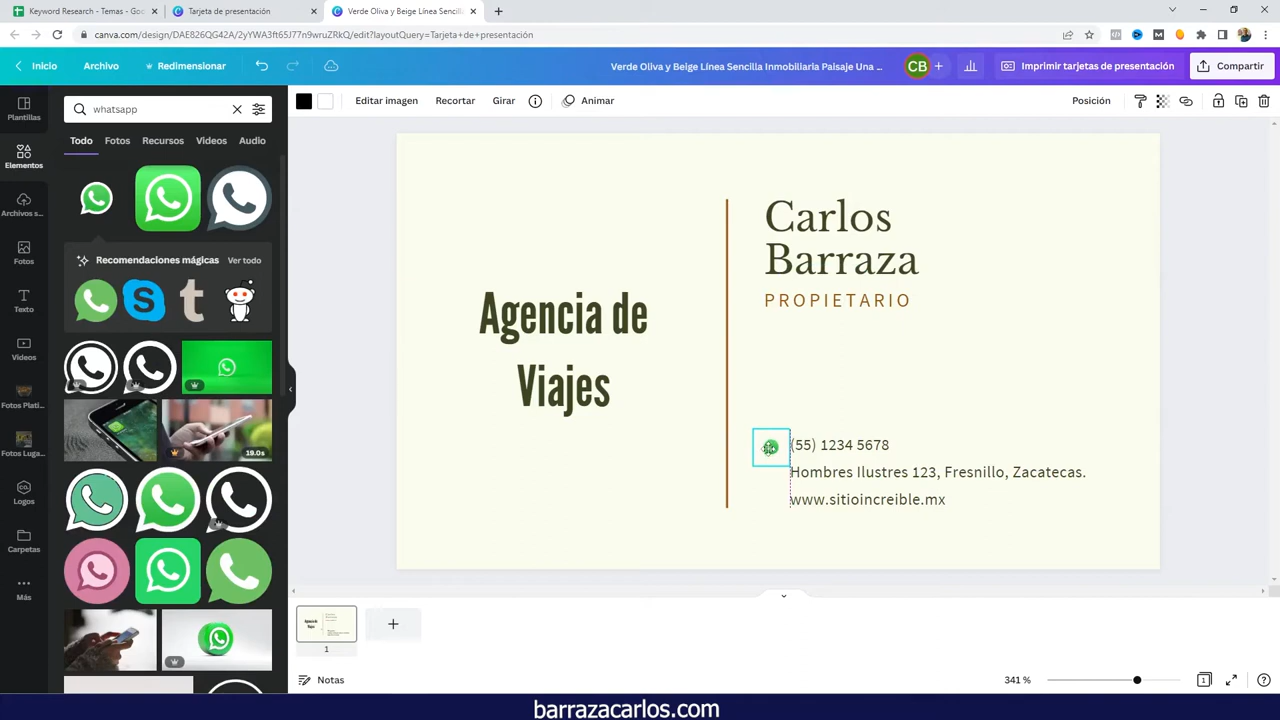 Keyword Research - Temas - Goo
Tarjeta de presentación
Verde Oliva y Beige Línea Sencill
canva.com/design/DAE826QG42A/2yYWA3ft65J77n9wruZRkQ/edit?layoutQuery=Tarjeta+de+presentación
Inicio
Archivo
Redimensionar
Verde Oliva y Beige Línea Sencilla Inmobiliaria Paisaje Una ...
CB
Imprimir tarjetas de presentación
Compartir
Plantillas
Elementos
Archivos s...
Fotos
Texto
Videos
Fotos Plati...
Fotos Luga...
Logos
Carpetas
Más
whatsapp
Todo
Fotos
Recursos
Videos
Audio
Recomendaciones mágicas
Ver todo
19.0s
Editar imagen
Recortar
Girar
Animar
Posición
Agencia de
Viajes
Carlos
Barraza
PROPIETARIO
(55) 1234 5678
Hombres Ilustres 123, Fresnillo, Zacatecas.
www.sitioincreible.mx
1
Notas
341 %
1
barrazacarlos.com